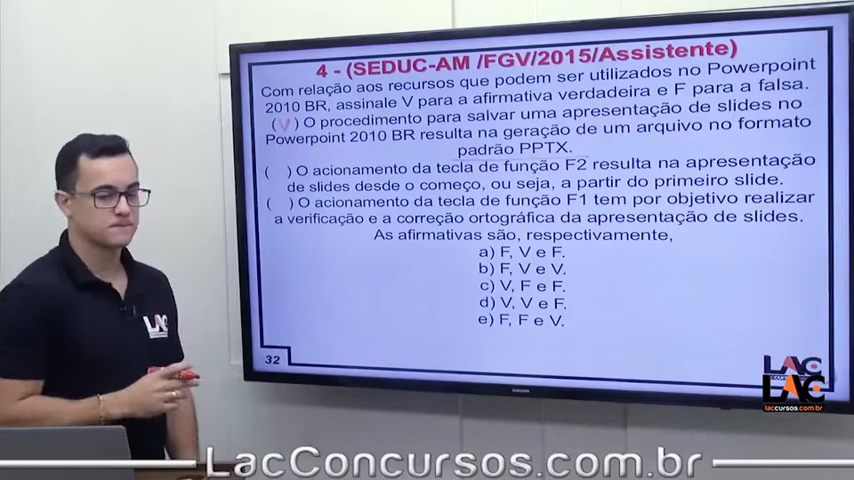 4 - (SEDUC-AM /FGV/2015/Assistente)
Com relação aos recursos que podem ser utilizados no Powerpoint
2010 BR, assinale V para a afirmativa verdadeira e F para a falsa.
(V) O procedimento para salvar uma apresentação de slides no
Powerpoint 2010 BR resulta na geração de um arquivo no formato
padrão PPTX.
( ) O acionamento da tecla de função F2 resulta na apresentação
de slides desde o começo, ou seja, a partir do primeiro slide.
( ) O acionamento da tecla de função F1 tem por objetivo realizar
a verificação e a correção ortográfica da apresentação de slides.
As afirmativas são, respectivamente,
a) F, V e F.
b) F, V e V.
c) V, F e F.
d) V, V e F.
e) F, F e V.
32
LAC
LAC
LAC
laccursos.com.br
SAMSUNG
LacConcursos.com.br